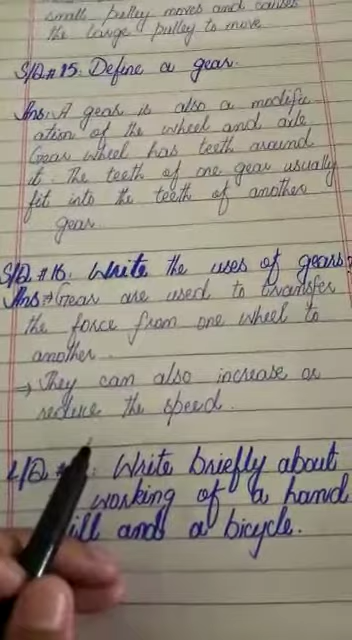 small pulley moves and causes
the large pulley to move
S/Q#15: Define a gear.
Ans: A gear is also a modific-
ation of the wheel and axle
Gear wheel has teeth around
it. The teeth of one gear usually
fit into the teeth of another
gear.
S/Q #16: Write the uses of gears?
Ans→Gear are used to transfer
the force from one wheel to
another.
→ They can also increase or
reduce the speed.
L/Q # : Write briefly about
working of a hand
ill and a bicycle.